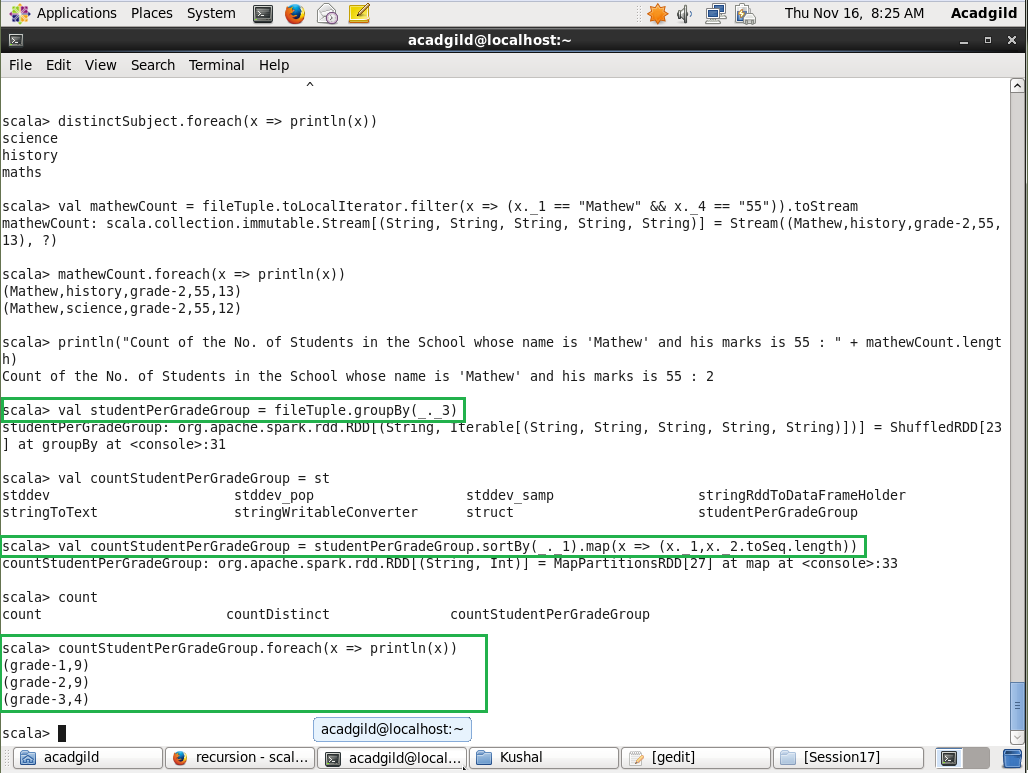 Applications Places System Thu Nov 16, 8:25 AM Acadgild
acadgild@localhost:~
File Edit View Search Terminal Help
^
scala> distinctSubject.foreach(x => println(x))
science
history
maths
scala> val mathewCount = fileTuple.toLocalIterator.filter(x => (x._1 == "Mathew" && x._4 == "55")).toStream
mathewCount: scala.collection.immutable.Stream[(String, String, String, String, String)] = Stream((Mathew,history,grade-2,55,
13), ?)
scala> mathewCount.foreach(x => println(x))
(Mathew,history,grade-2,55,13)
(Mathew,science,grade-2,55,12)
scala> println("Count of the No. of Students in the School whose name is 'Mathew' and his marks is 55 : " + mathewCount.lengt
h)
Count of the No. of Students in the School whose name is 'Mathew' and his marks is 55 : 2
scala> val studentPerGradeGroup = fileTuple.groupBy(_._3)
studentPerGradeGroup: org.apache.spark.rdd.RDD[(String, Iterable[(String, String, String, String, String)])] = ShuffledRDD[23
] at groupBy at <console>:31
scala> val countStudentPerGradeGroup = st
stddev stddev_pop stddev_samp stringRddToDataFrameHolder
stringToText stringWritableConverter struct studentPerGradeGroup
scala> val countStudentPerGradeGroup = studentPerGradeGroup.sortBy(_._1).map(x => (x._1,x._2.toSeq.length))
countStudentPerGradeGroup: org.apache.spark.rdd.RDD[(String, Int)] = MapPartitionsRDD[27] at map at <console>:33
scala> count
count countDistinct countStudentPerGradeGroup
scala> countStudentPerGradeGroup.foreach(x => println(x))
(grade-1,9)
(grade-2,9)
(grade-3,4)
scala>
acadgild@localhost:~
acadgild recursion - scal... acadgild@local... Kushal [gedit] [Session17]